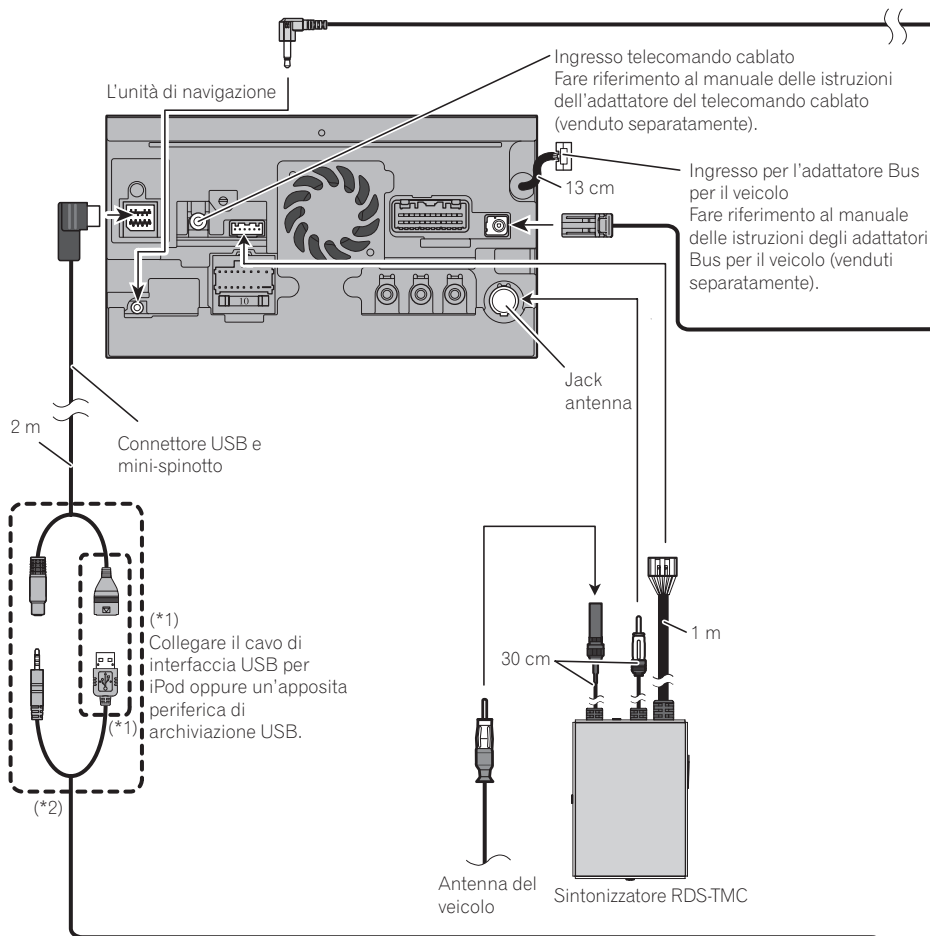 Ingresso telecomando cablato
Fare riferimento al manuale delle istruzioni
dell'adattatore del telecomando cablato
(venduto separatamente).
L'unità di navigazione
13 cm
Ingresso per l'adattatore Bus
per il veicolo
Fare riferimento al manuale
delle istruzioni degli adattatori
Bus per il veicolo (venduti
separatamente).
10
Jack
antenna
2 m
Connettore USB e
mini-spinotto
(*1)
Collegare il cavo di
interfaccia USB per
iPod oppure un'apposita
periferica di
archiviazione USB.
(*1)
(*2)
30 cm
1 m
Antenna del
veicolo
Sintonizzatore RDS-TMC